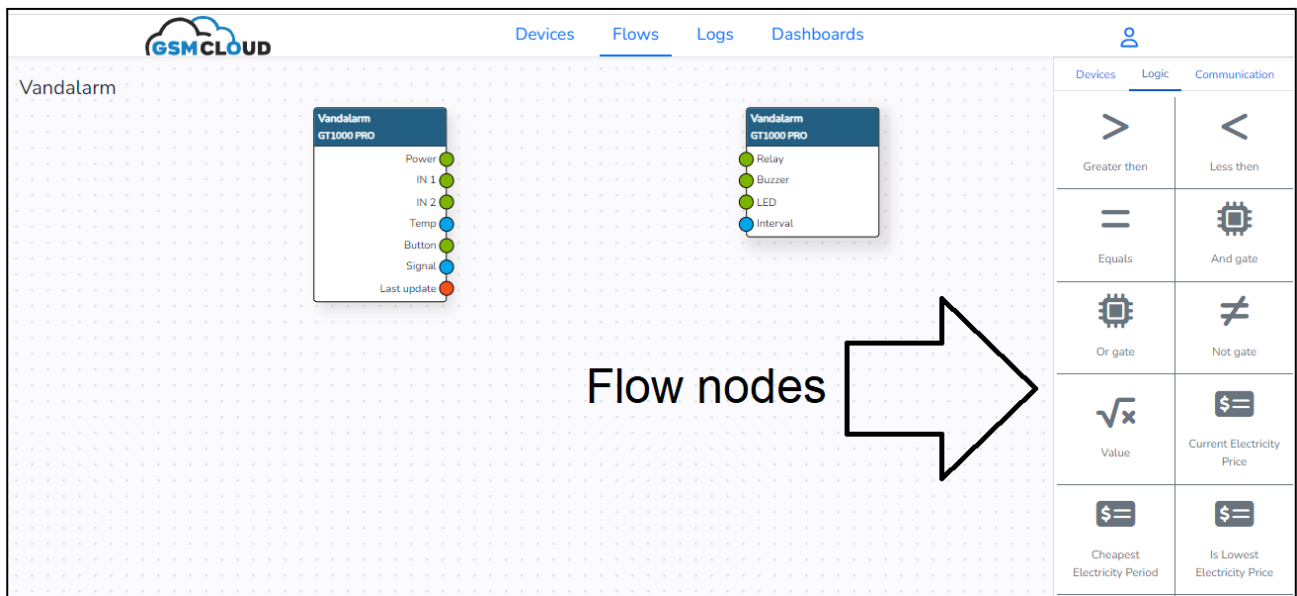 GSMCLOUD
Devices Flows Logs Dashboards
Vandalarm
Vandalarm
GT1000 PRO
Power
IN 1
IN 2
Temp
Button
Signal
Last update
Vandalarm
GT1000 PRO
Relay
Buzzer
LED
Interval
Flow nodes
Devices Logic Communication
Greater then
Less then
Equals
And gate
Or gate
Not gate
Value
Current Electricity
Price
Cheapest
Electricity Period
Is Lowest
Electricity Price